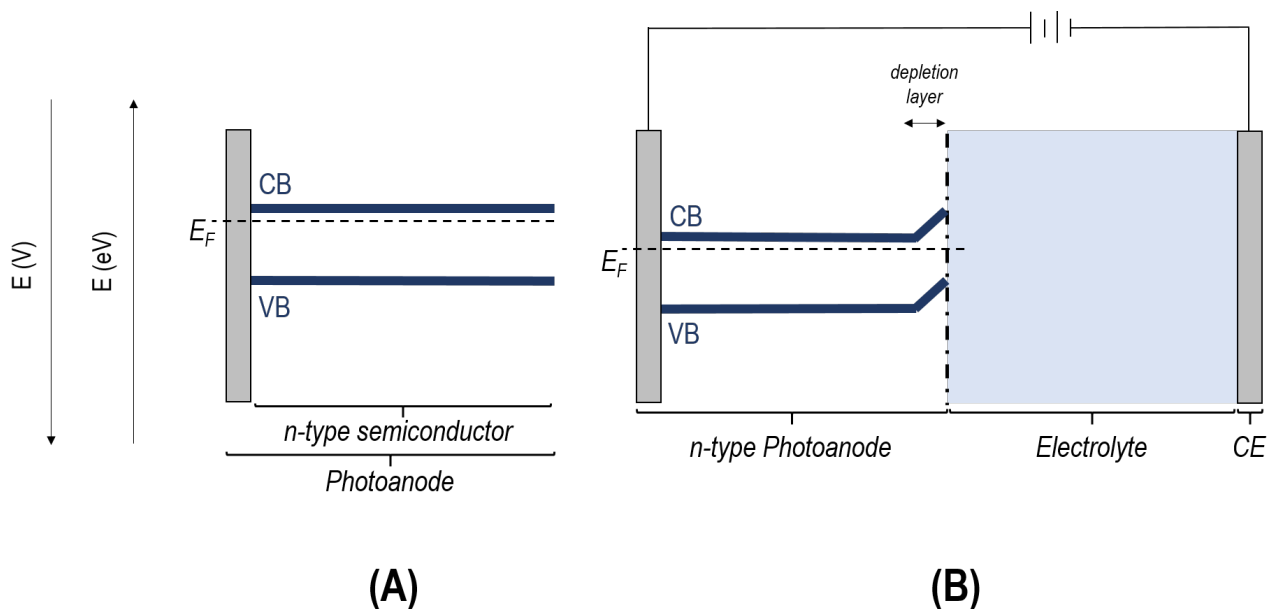 depletion
layer
E (V)
E (eV)
CB
E_F
VB
n-type semiconductor
Photoanode
(A)
CB
E_F
VB
n-type Photoanode
Electrolyte
CE
(B)